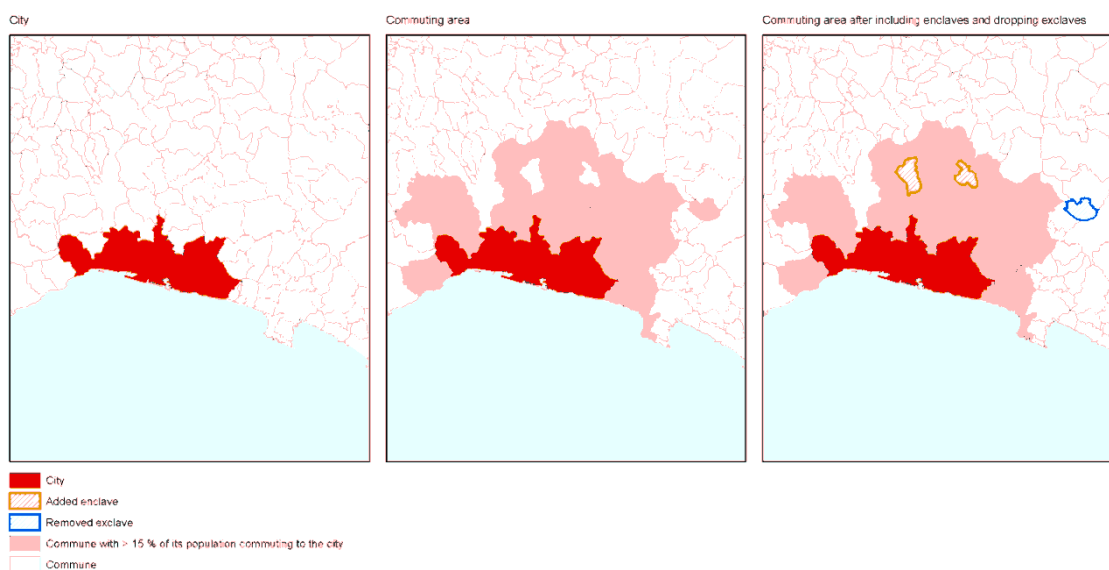 City
Commuting area
Commuting area after including enclaves and dropping exclaves
City
Added enclave
Removed exclave
Commune with > 15 % of its population commuting to the city
Commune